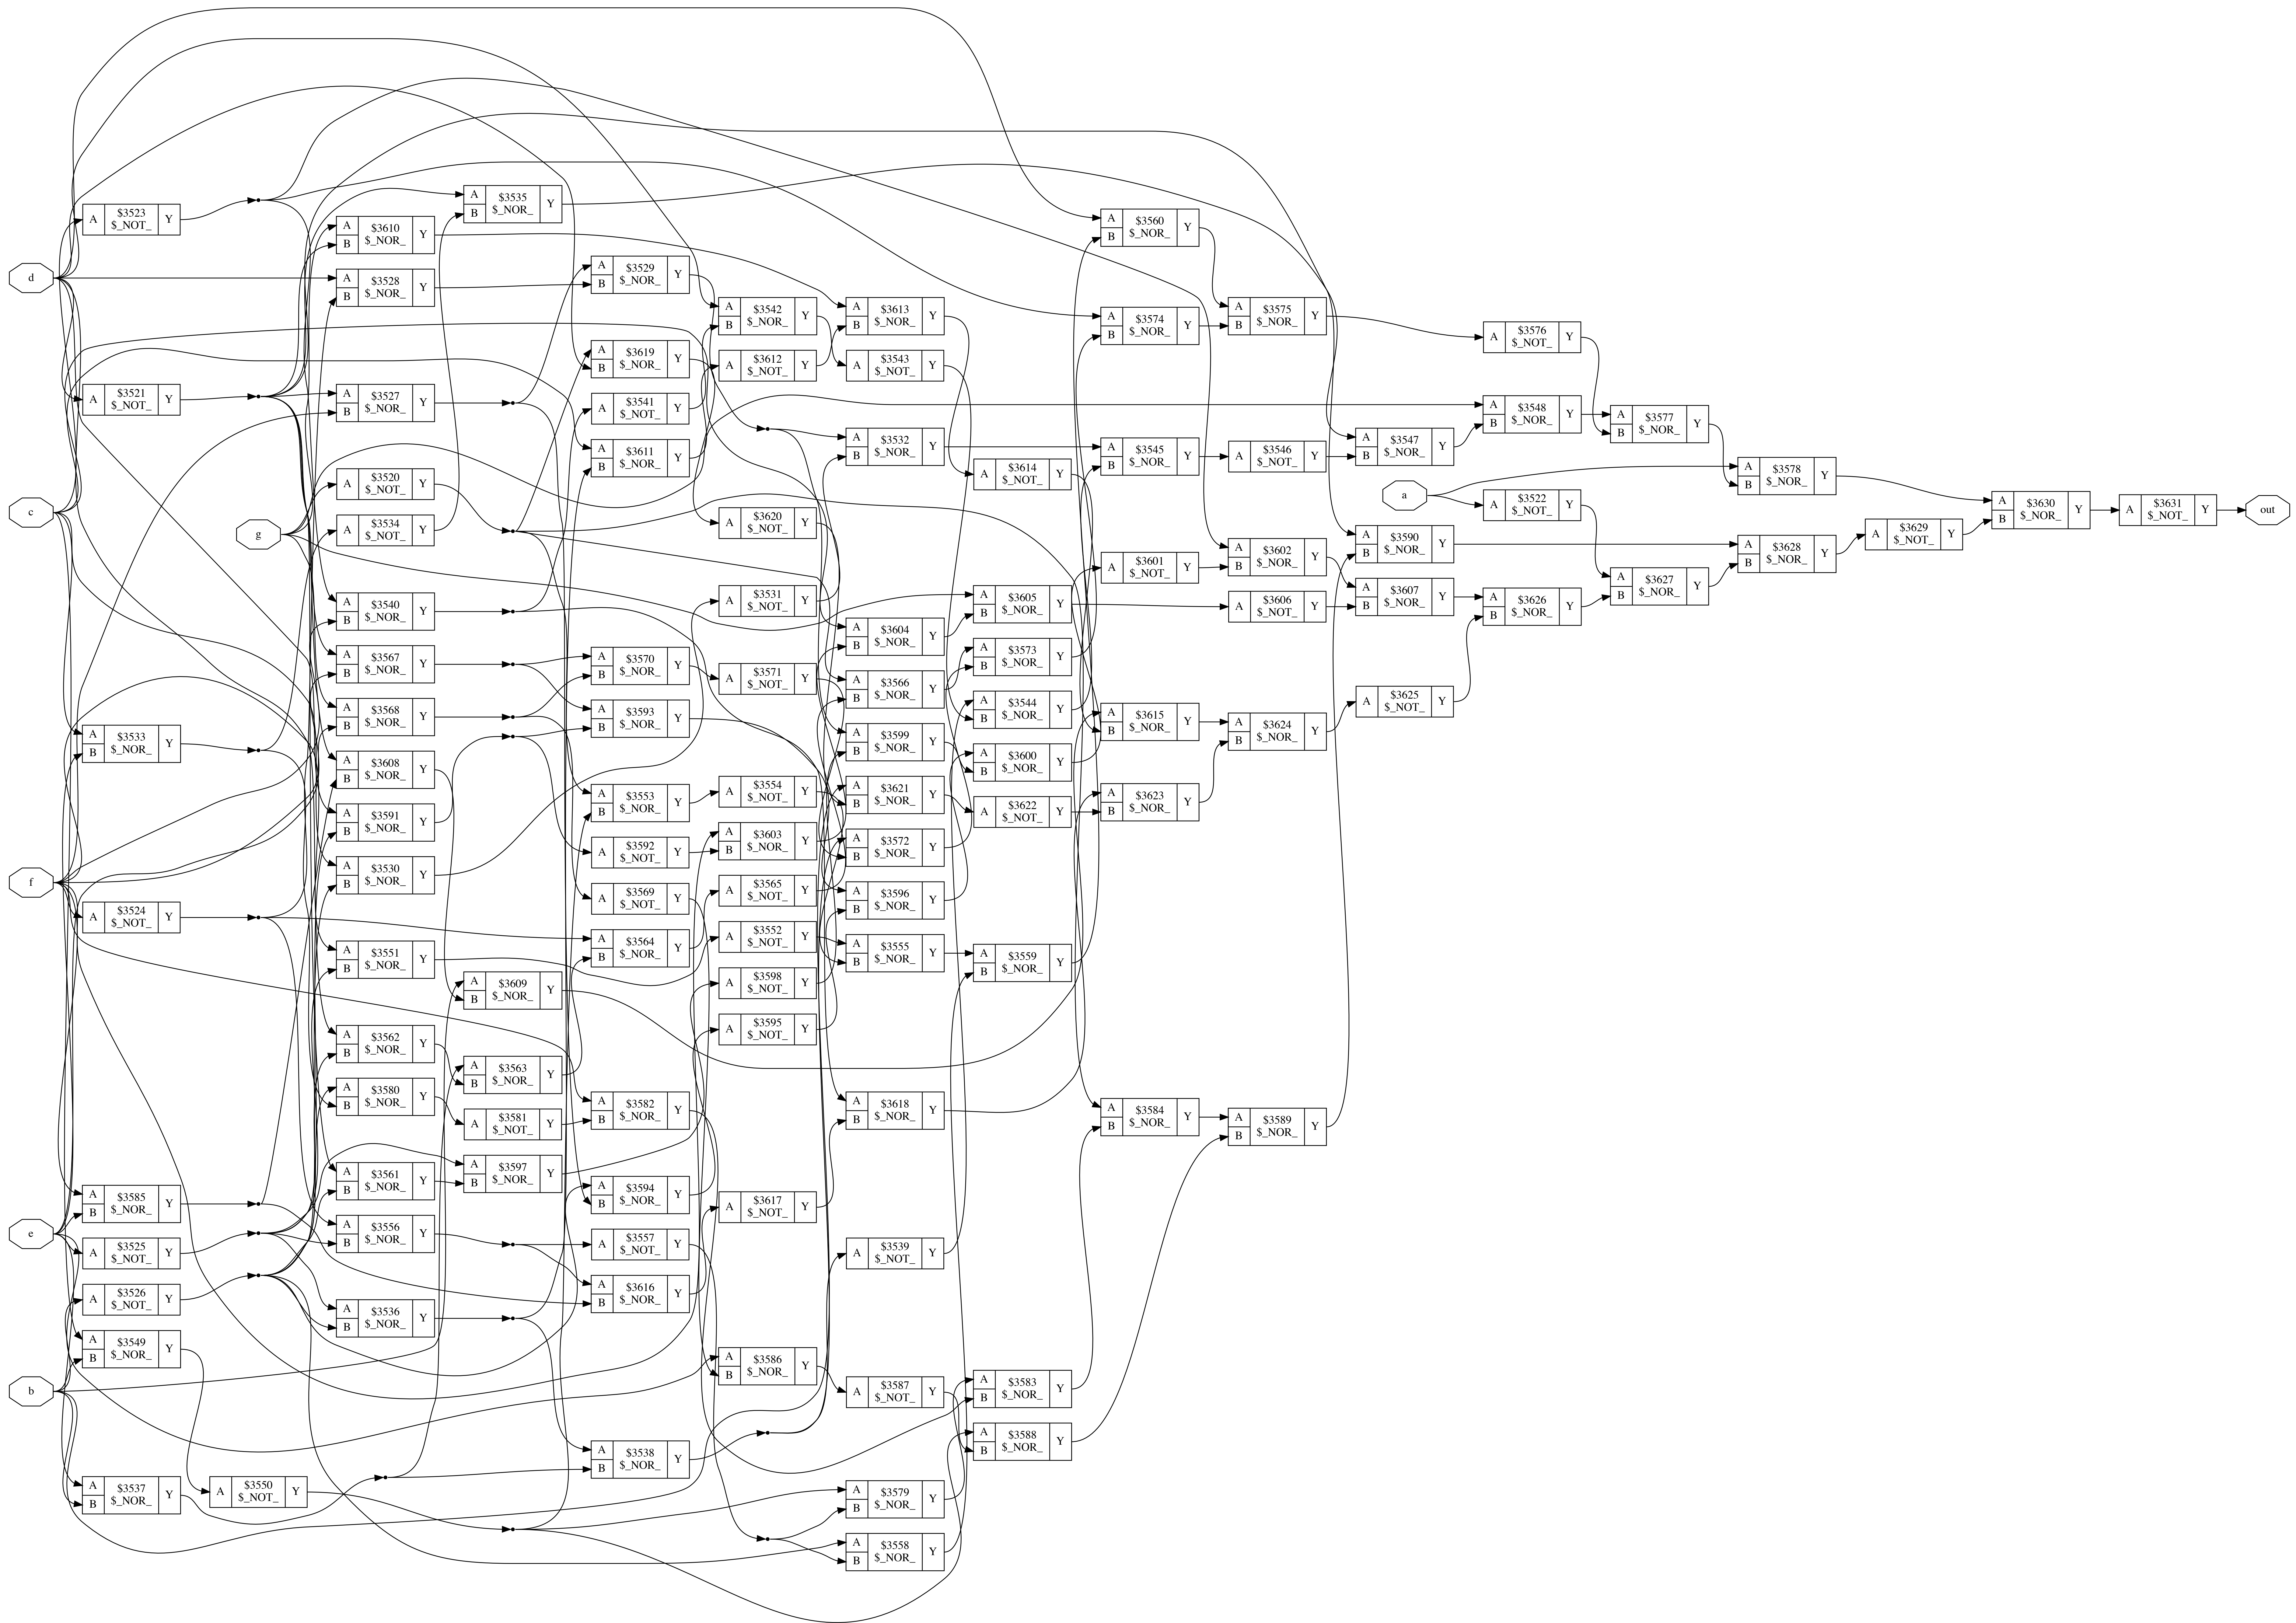 d
c
f
e
b
A $3523 Y
$_NOT_
A $3521 Y
$_NOT_
A $3533 Y
B $_NOR_
A $3524 Y
$_NOT_
A $3585 Y
B $_NOR_
A $3525 Y
$_NOT_
A $3526 Y
$_NOT_
A $3549 Y
B $_NOR_
A $3537 Y
B $_NOR_
g
A $3550 Y
$_NOT_
A $3610 Y
B $_NOR_
A $3528 Y
B $_NOR_
A $3527 Y
B $_NOR_
A $3520 Y
$_NOT_
A $3534 Y
$_NOT_
A $3540 Y
B $_NOR_
A $3567 Y
B $_NOR_
A $3568 Y
B $_NOR_
A $3608 Y
B $_NOR_
A $3591 Y
B $_NOR_
A $3530 Y
B $_NOR_
A $3551 Y
B $_NOR_
A $3562 Y
B $_NOR_
A $3580 Y
B $_NOR_
A $3561 Y
B $_NOR_
A $3556 Y
B $_NOR_
A $3536 Y
B $_NOR_
A $3535 Y
B $_NOR_
A $3609 Y
B $_NOR_
A $3563 Y
B $_NOR_
A $3581 Y
$_NOT_
A $3597 Y
B $_NOR_
A $3529 Y
B $_NOR_
A $3619 Y
B $_NOR_
A $3541 Y
$_NOT_
A $3611 Y
B $_NOR_
A $3570 Y
B $_NOR_
A $3593 Y
B $_NOR_
A $3553 Y
B $_NOR_
A $3592 Y
$_NOT_
A $3569 Y
$_NOT_
A $3564 Y
B $_NOR_
A $3582 Y
B $_NOR_
A $3594 Y
B $_NOR_
A $3557 Y
$_NOT_
A $3616 Y
B $_NOR_
A $3538 Y
B $_NOR_
A $3542 Y
B $_NOR_
A $3612 Y
$_NOT_
A $3620 Y
$_NOT_
A $3531 Y
$_NOT_
A $3571 Y
$_NOT_
A $3554 Y
$_NOT_
A $3603 Y
B $_NOR_
A $3565 Y
$_NOT_
A $3552 Y
$_NOT_
A $3598 Y
$_NOT_
A $3595 Y
$_NOT_
A $3617 Y
$_NOT_
A $3586 Y
B $_NOR_
A $3613 Y
B $_NOR_
A $3543 Y
$_NOT_
A $3532 Y
B $_NOR_
A $3604 Y
B $_NOR_
A $3566 Y
B $_NOR_
A $3599 Y
B $_NOR_
A $3621 Y
B $_NOR_
A $3572 Y
B $_NOR_
A $3596 Y
B $_NOR_
A $3555 Y
B $_NOR_
A $3618 Y
B $_NOR_
A $3539 Y
$_NOT_
A $3587 Y
$_NOT_
A $3579 Y
B $_NOR_
A $3558 Y
B $_NOR_
A $3614 Y
$_NOT_
A $3605 Y
B $_NOR_
A $3573 Y
B $_NOR_
A $3544 Y
B $_NOR_
A $3600 Y
B $_NOR_
A $3622 Y
$_NOT_
A $3559 Y
B $_NOR_
A $3583 Y
B $_NOR_
A $3588 Y
B $_NOR_
A $3560 Y
B $_NOR_
A $3574 Y
B $_NOR_
A $3545 Y
B $_NOR_
A $3601 Y
$_NOT_
A $3615 Y
B $_NOR_
A $3623 Y
B $_NOR_
A $3584 Y
B $_NOR_
A $3575 Y
B $_NOR_
A $3546 Y
$_NOT_
A $3602 Y
B $_NOR_
A $3606 Y
$_NOT_
A $3624 Y
B $_NOR_
A $3589 Y
B $_NOR_
A $3547 Y
B $_NOR_
a
A $3590 Y
B $_NOR_
A $3607 Y
B $_NOR_
A $3625 Y
$_NOT_
A $3576 Y
$_NOT_
A $3548 Y
B $_NOR_
A $3522 Y
$_NOT_
A $3626 Y
B $_NOR_
A $3577 Y
B $_NOR_
A $3627 Y
B $_NOR_
A $3578 Y
B $_NOR_
A $3628 Y
B $_NOR_
A $3629 Y
$_NOT_
A $3630 Y
B $_NOR_
A $3631 Y
$_NOT_
out